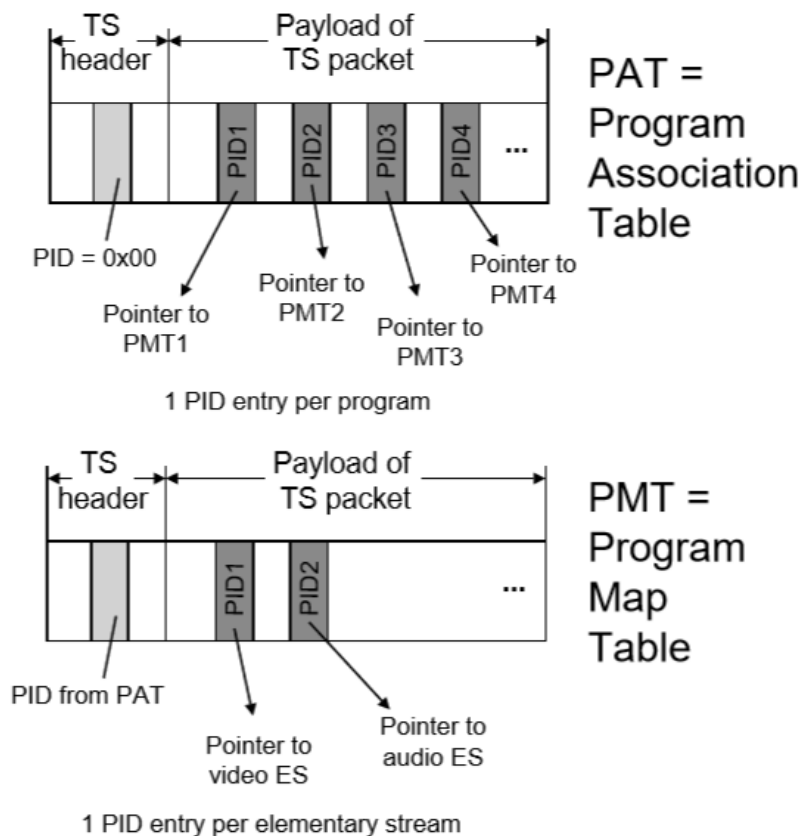 TS
header
Payload of
TS packet
PID1
PID2
PID3
PID4
...
PAT =
Program
Association
Table
PID = 0x00
Pointer to
PMT1
Pointer to
PMT2
Pointer to
PMT3
Pointer to
PMT4
1 PID entry per program
TS
header
Payload of
TS packet
PID1
PID2
...
PMT =
Program
Map
Table
PID from PAT
Pointer to
video ES
Pointer to
audio ES
1 PID entry per elementary stream